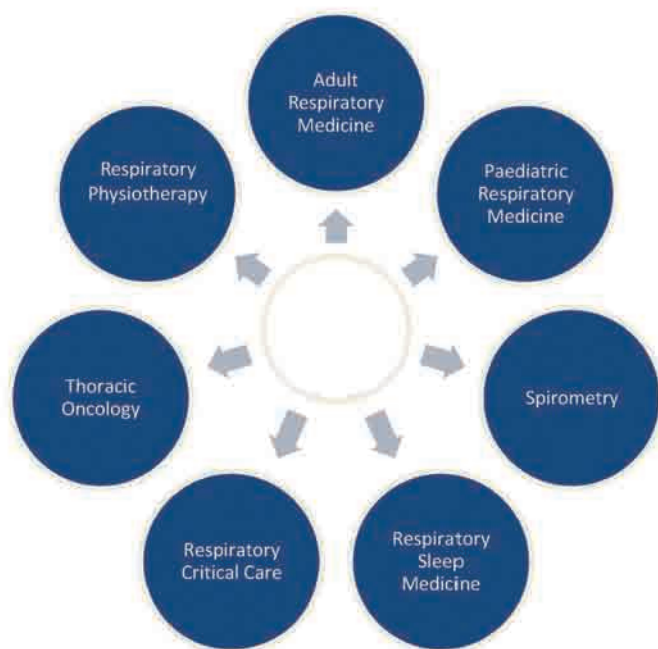 Adult
Respiratory
Medicine
Paediatric
Respiratory
Medicine
Spirometry
Respiratory
Sleep
Medicine
Respiratory
Critical Care
Thoracic
Oncology
Respiratory
Physiotherapy